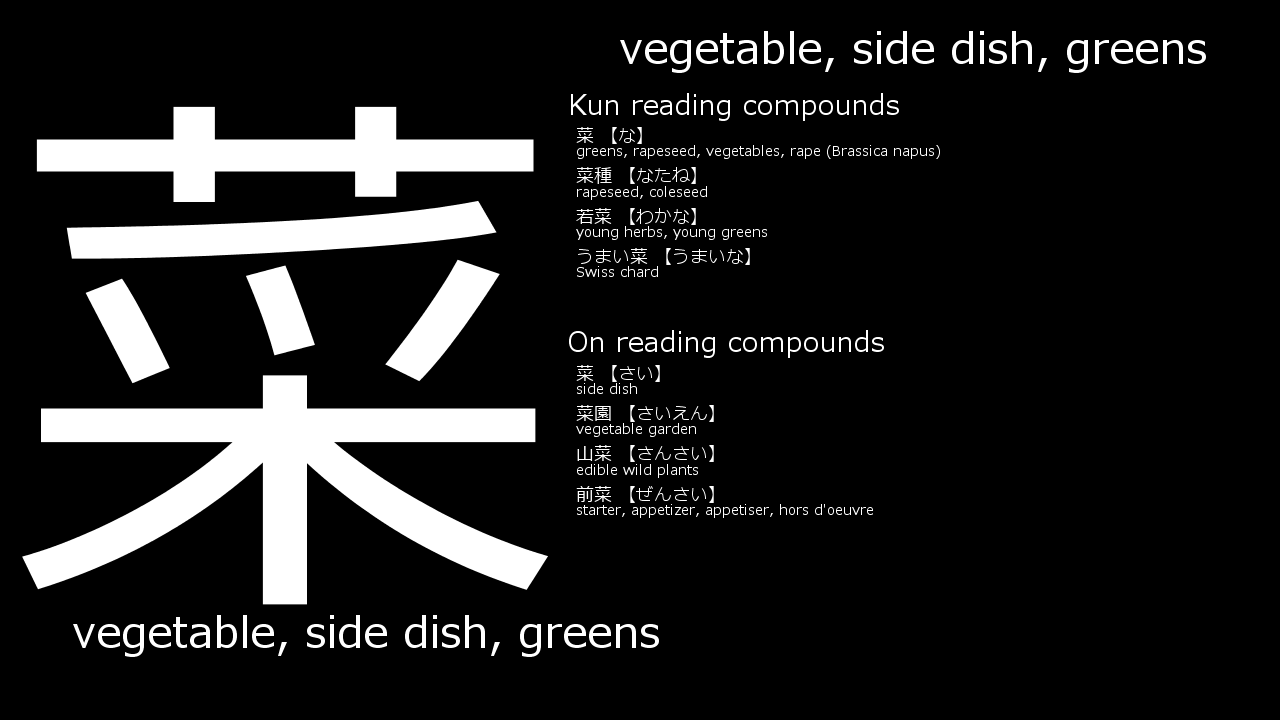 vegetable, side dish, greens
菜
Kun reading compounds
菜 【な】
greens, rapeseed, vegetables, rape (Brassica napus)
菜種 【なたね】
rapeseed, coleseed
若菜 【わかな】
young herbs, young greens
うまい菜 【うまいな】
Swiss chard
On reading compounds
菜 【さい】
side dish
菜園 【さいえん】
vegetable garden
山菜 【さんさい】
edible wild plants
前菜 【ぜんさい】
starter, appetizer, appetiser, hors d'oeuvre
vegetable, side dish, greens